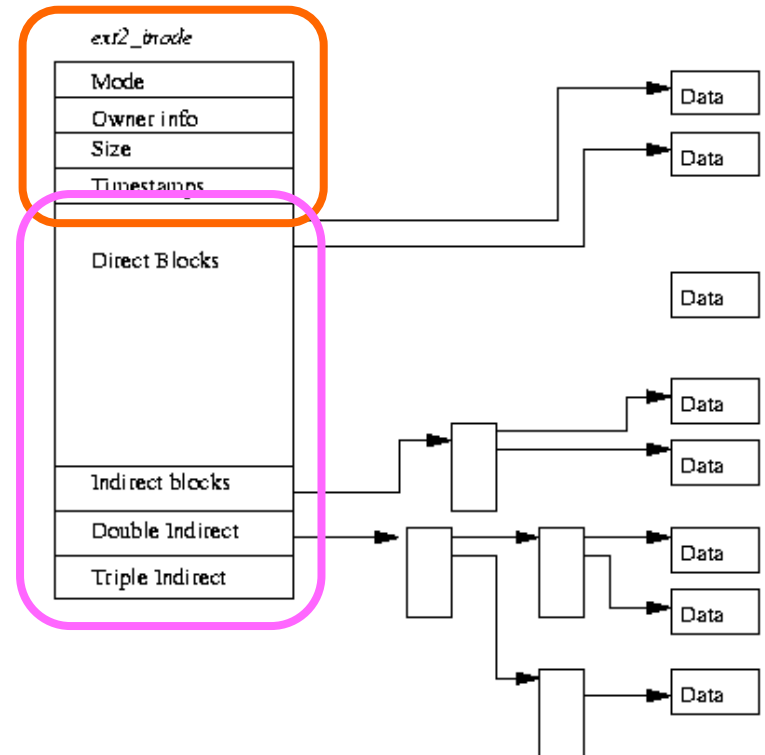 ext2_inode
Mode
Owner info
Size
Timestamps
Direct Blocks
Indirect blocks
Double Indirect
Triple Indirect
Data
Data
Data
Data
Data
Data
Data
Data